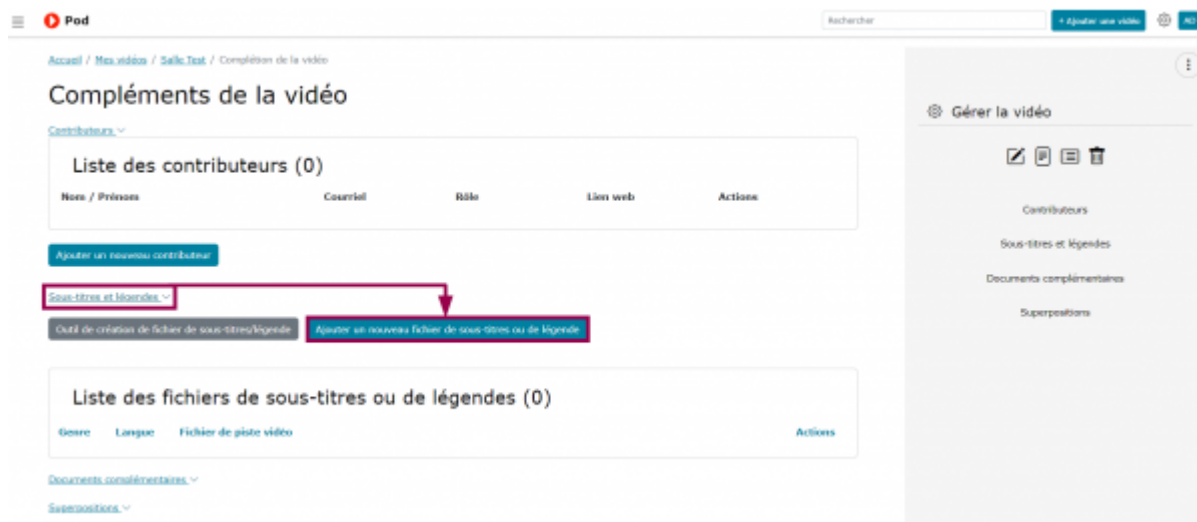 Pod
Rechercher
+ Ajouter une vidéo
Accueil / Mes vidéos / Salle Test / Complétion de la vidéo
Compléments de la vidéo
Contributeurs
Liste des contributeurs (0)
Nom / Prénom Courriel Rôle Lien web Actions
Ajouter un nouveau contributeur
Sous-titres et légendes
Outil de création de fichier de sous-titres/légende
Ajouter un nouveau fichier de sous-titres ou de légende
Liste des fichiers de sous-titres ou de légendes (0)
Genre Langue Fichier de piste vidéo Actions
Documents complémentaires
Superpositions
Gérer la vidéo
Contributeurs
Sous-titres et légendes
Documents complémentaires
Superpositions